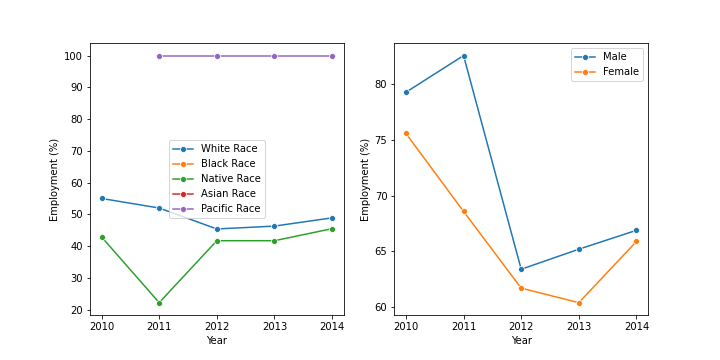 100
90
80
70
60
50
40
30
20
Employment (%)
White Race
Black Race
Native Race
Asian Race
Pacific Race
2010 2011 2012 2013 2014
Year
80
75
70
65
60
Employment (%)
Male
Female
2010 2011 2012 2013 2014
Year